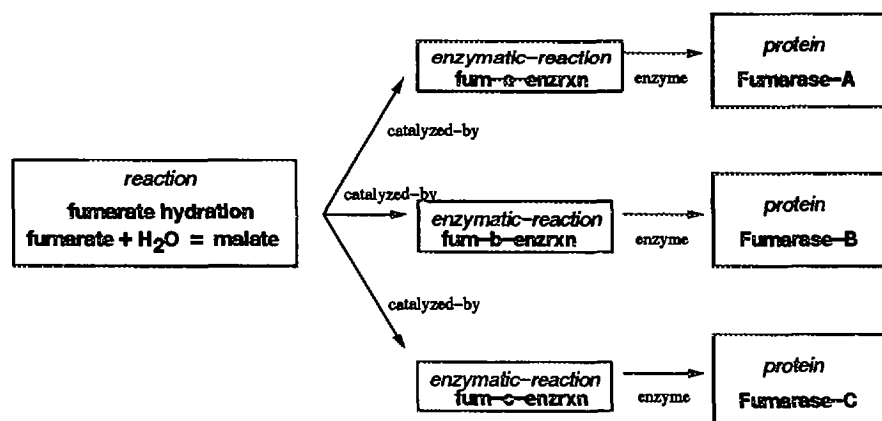 enzymatic-reaction
fum-a-enzrxn
enzyme
protein
Fumarase-A
catalyzed-by
reaction
fumarate hydration
fumarate + H₂O = malate
catalyzed-by
enzymatic-reaction
fum-b-enzrxn
enzyme
protein
Fumarase-B
catalyzed-by
enzymatic-reaction
fum-c-enzrxn
enzyme
protein
Fumarase-C